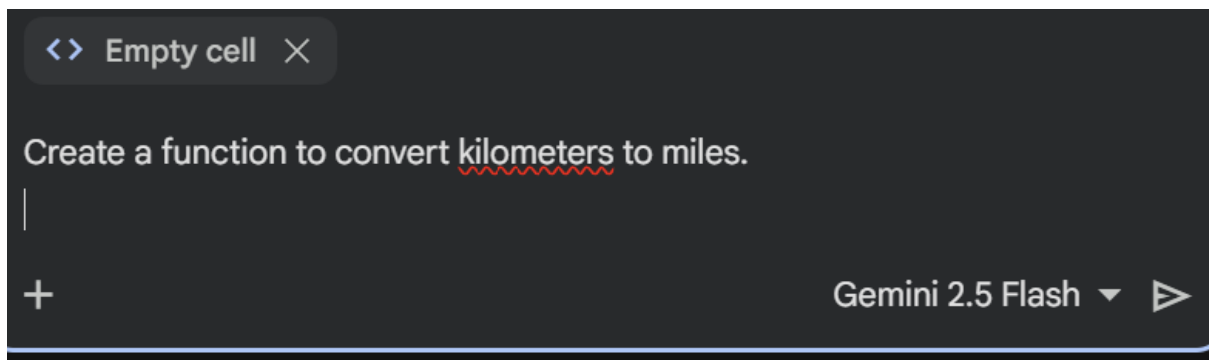 Empty cell
Create a function to convert kilometers to miles.
Gemini 2.5 Flash